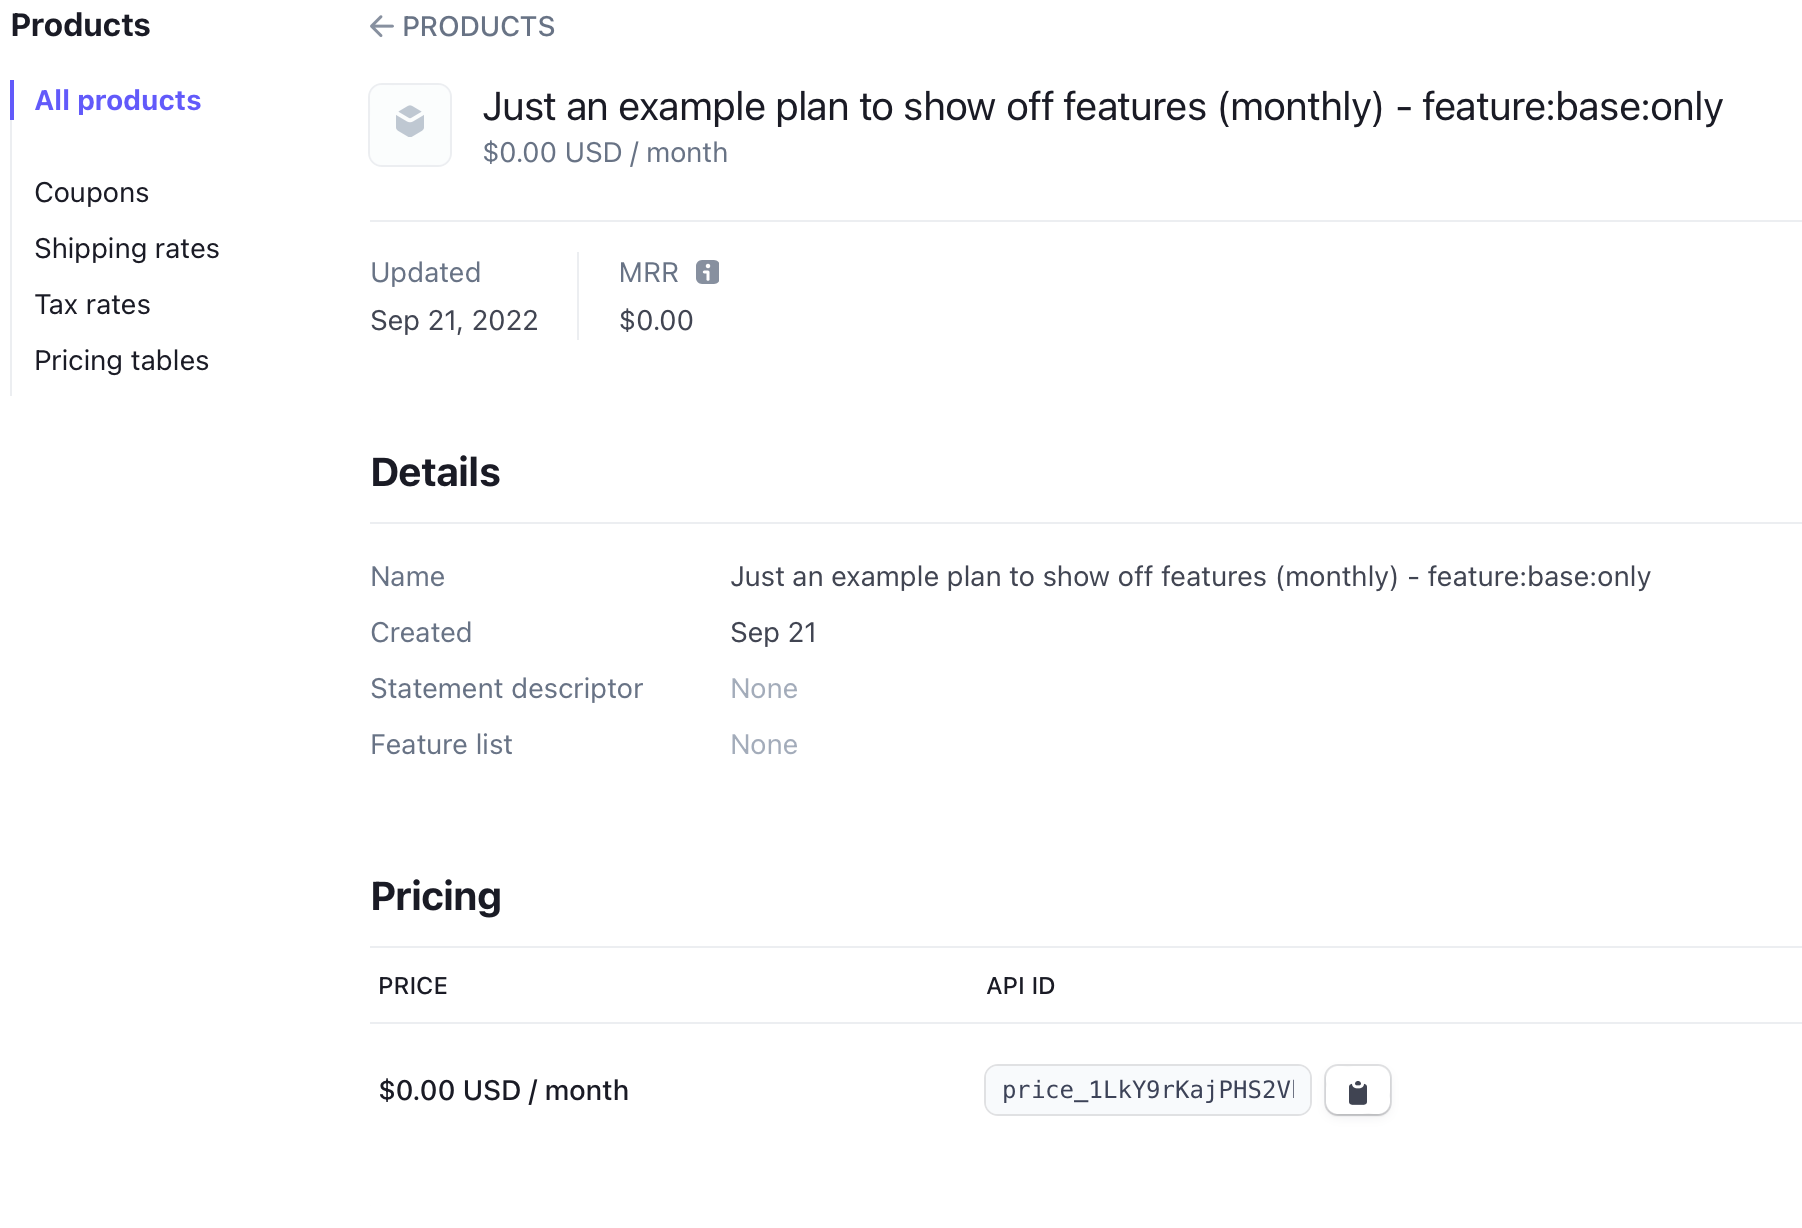 Products
All products
Coupons
Shipping rates
Tax rates
Pricing tables
← PRODUCTS
Just an example plan to show off features (monthly) - feature:base:only
$0.00 USD / month
Updated
Sep 21, 2022
MRR
$0.00
Details
Name Just an example plan to show off features (monthly) - feature:base:only
Created Sep 21
Statement descriptor None
Feature list None
Pricing
PRICE API ID
$0.00 USD / month price_1LkY9rKajPHS2V